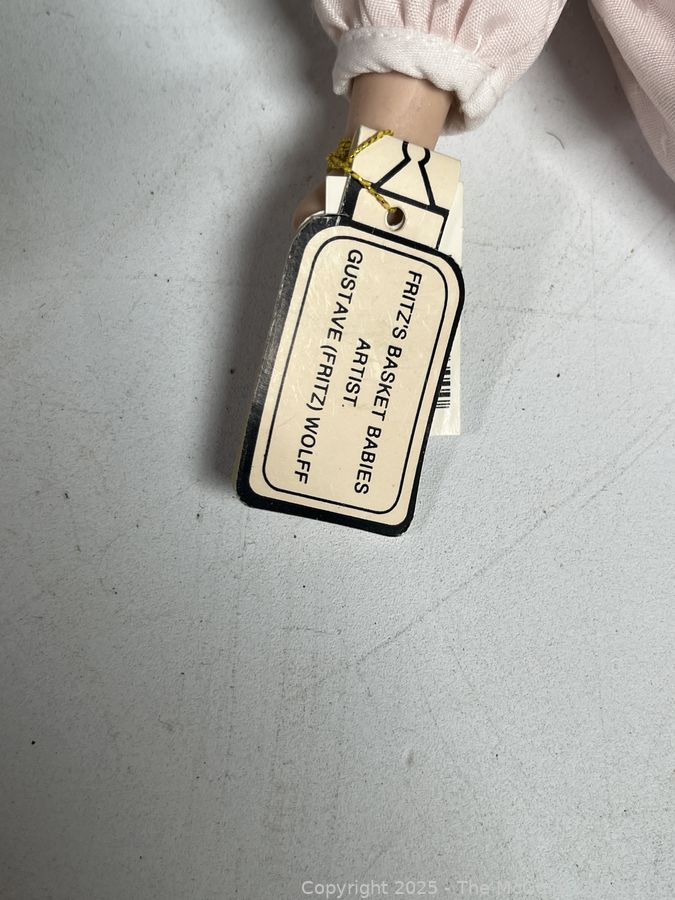 FRITZ'S BASKET BABIES
ARTIST.
GUSTAVE (FRITZ) WOLFF
Copyright 2025 - The